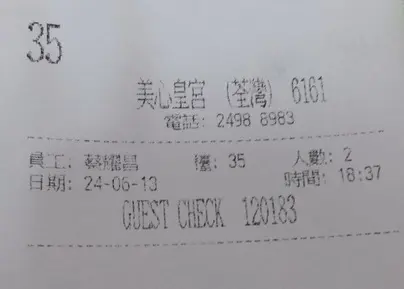 35
美心皇宮 (荃灣) 6161
電話: 2498 8983
員工: 蔡耀昌 檯: 35 人數: 2
日期: 24-06-13 時間: 18:37
GUEST CHECK 120183